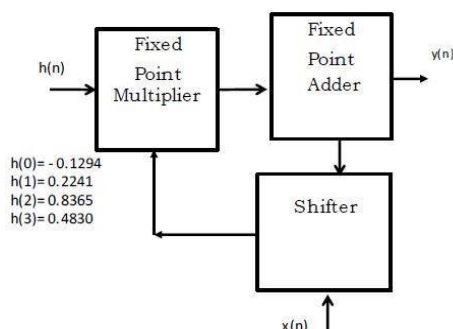 h(n)
Fixed
Point
Multiplier
Fixed
Point
Adder
y(n)
h(0)= - 0.1294
h(1)= 0.2241
h(2)= 0.8365
h(3)= 0.4830
Shifter
x(n)